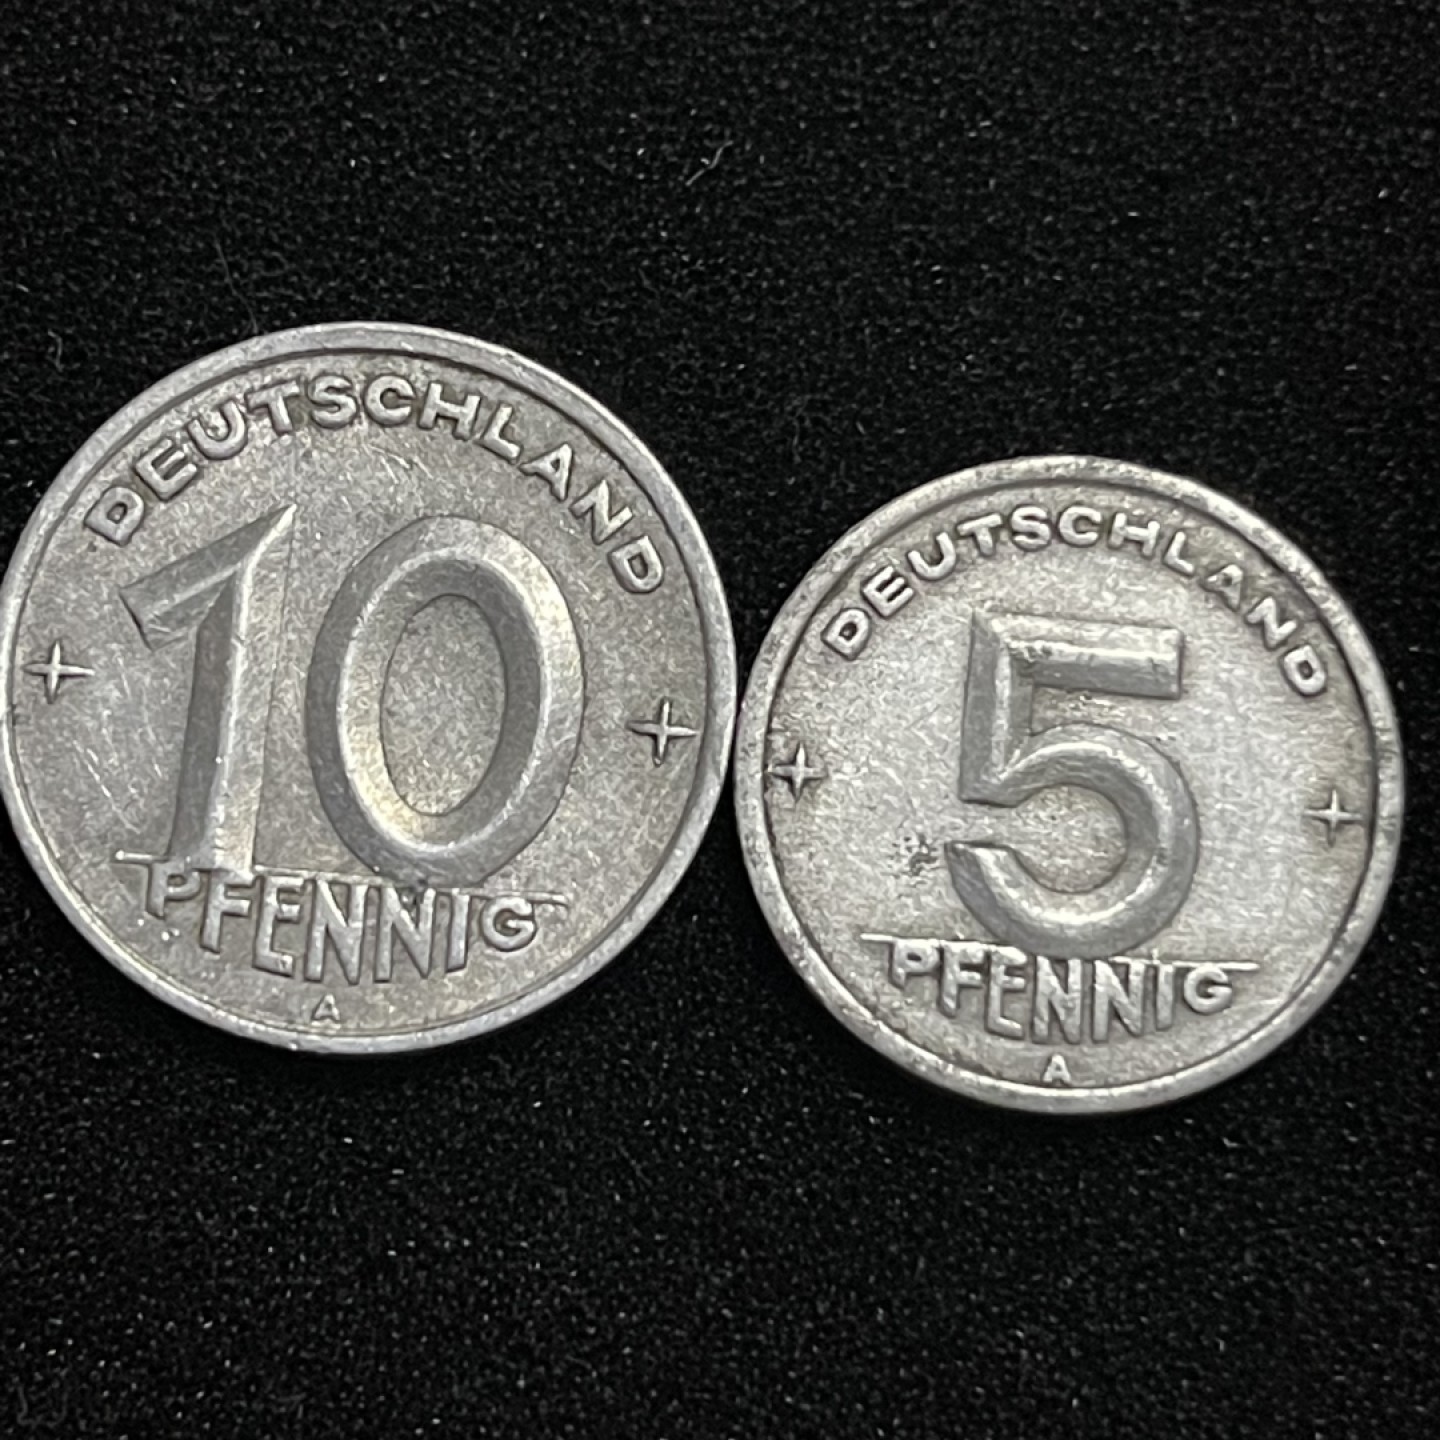 DEUTSCHLAND
10
PFENNIG
A
DEUTSCHLAND
5
PFENNIG
A